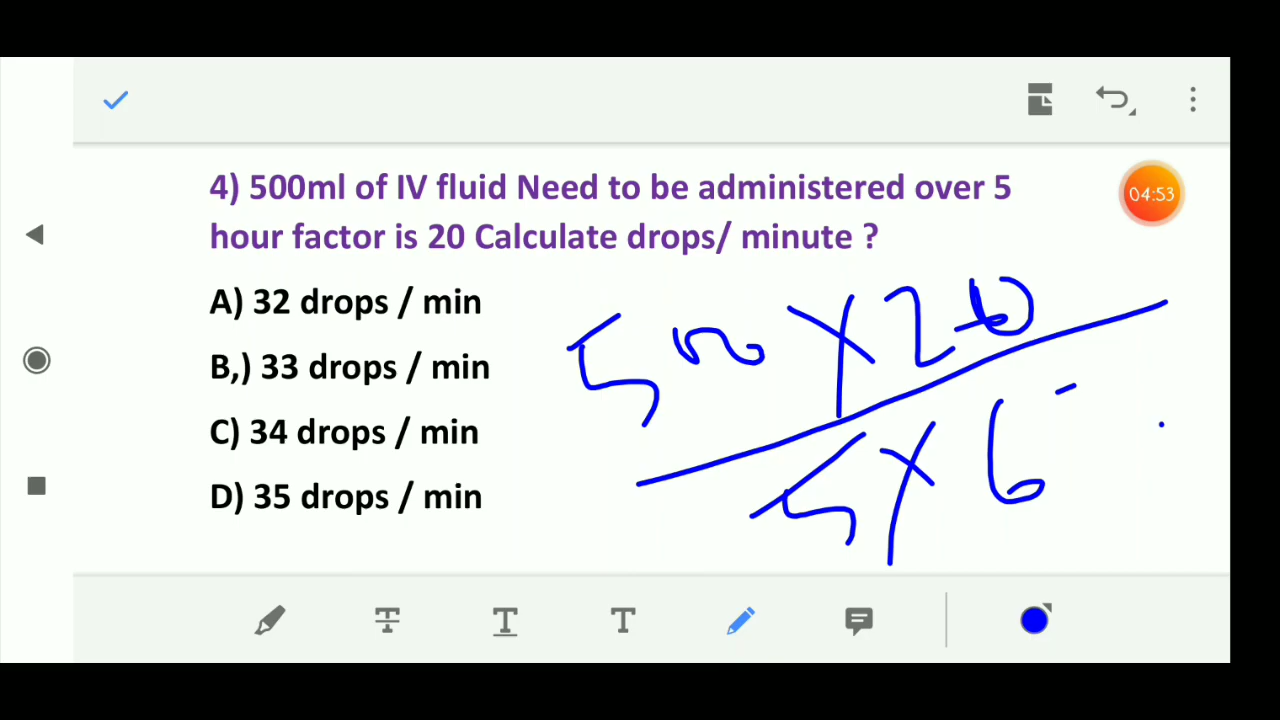 04:53
4) 500ml of IV fluid Need to be administered over 5
hour factor is 20 Calculate drops/ minute ?
A) 32 drops / min
B,) 33 drops / min
C) 34 drops / min
D) 35 drops / min
500 X 20
5 X 6
T
T
T